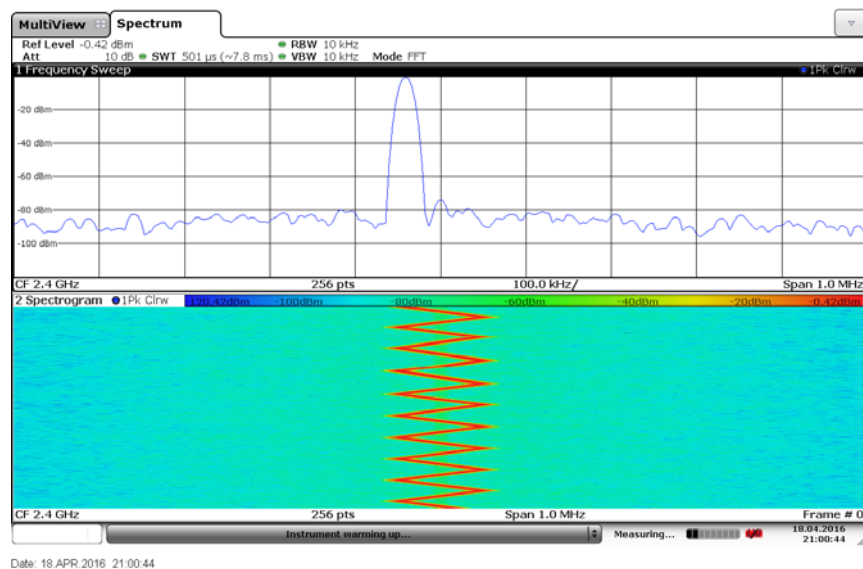 MultiView Spectrum
Ref Level -0.42 dBm RBW 10 kHz
Att 10 dB SWT 501 µs (~7.8 ms) VBW 10 kHz Mode FFT
1 Frequency Sweep 1Pk Clrw
-20 dBm
-40 dBm
-60 dBm
-80 dBm
-100 dBm
CF 2.4 GHz 256 pts 100.0 kHz/ Span 1.0 MHz
2 Spectrogram 1Pk Clrw -120.42dBm -100dBm -80dBm -60dBm -40dBm -20dBm -0.42dBm
CF 2.4 GHz 256 pts Span 1.0 MHz Frame # 0
Instrument warming up... Measuring... 18.04.2016
21:00:44
Date: 18.APR.2016 21:00:44